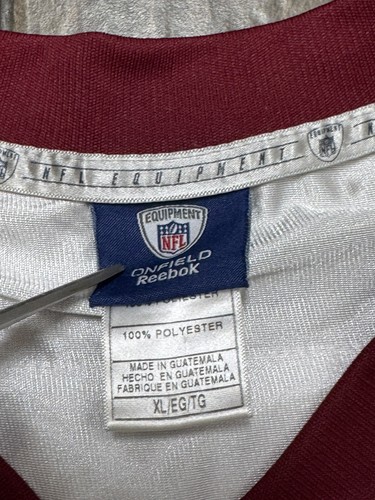 NFL EQUIPMENT
EQUIPMENT
EQUIPMENT
NFL
ONFIELD
Reebok
100% POLYESTER
MADE IN GUATEMALA
HECHO EN GUATEMALA
FABRIQUE EN GUATEMALA
XL/EG/TG